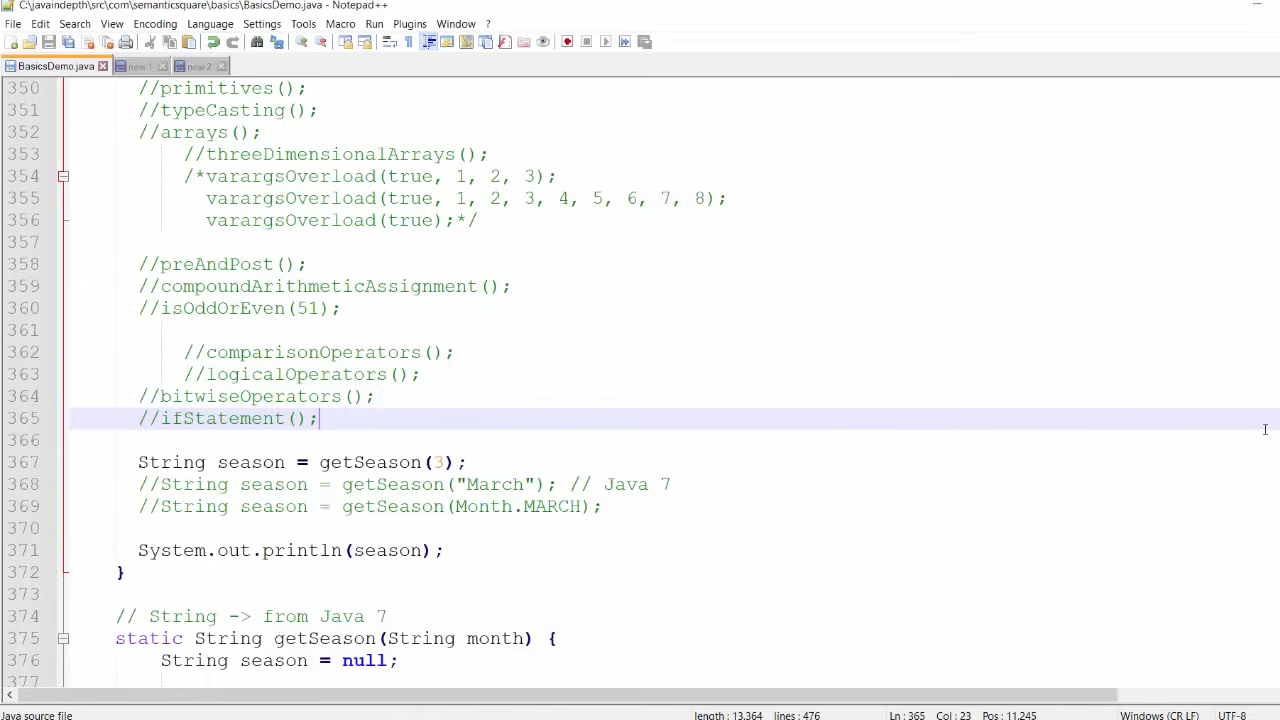 C:\javaindepth\src\com\semanticsquare\basics\BasicsDemo.java - Notepad++
File Edit Search View Encoding Language Settings Tools Macro Run Plugins Window ?
BasicsDemo.java new 1 new 2
350 //primitives();
351 //typeCasting();
352 //arrays();
353 //threeDimensionalArrays();
354 /*varargsOverload(true, 1, 2, 3);
355 varargsOverload(true, 1, 2, 3, 4, 5, 6, 7, 8);
356 varargsOverload(true);*/
357
358 //preAndPost();
359 //compoundArithmeticAssignment();
360 //isOddOrEven(51);
361
362 //comparisonOperators();
363 //logicalOperators();
364 //bitwiseOperators();
365 //ifStatement();
366
367 String season = getSeason(3);
368 //String season = getSeason("March"); // Java 7
369 //String season = getSeason(Month.MARCH);
370
371 System.out.println(season);
372 }
373
374 // String -> from Java 7
375 static String getSeason(String month) {
376 String season = null;
377
Java source file length : 13,364 lines : 476 Ln : 365 Col : 23 Pos : 11,245 Windows (CR LF) UTF-8